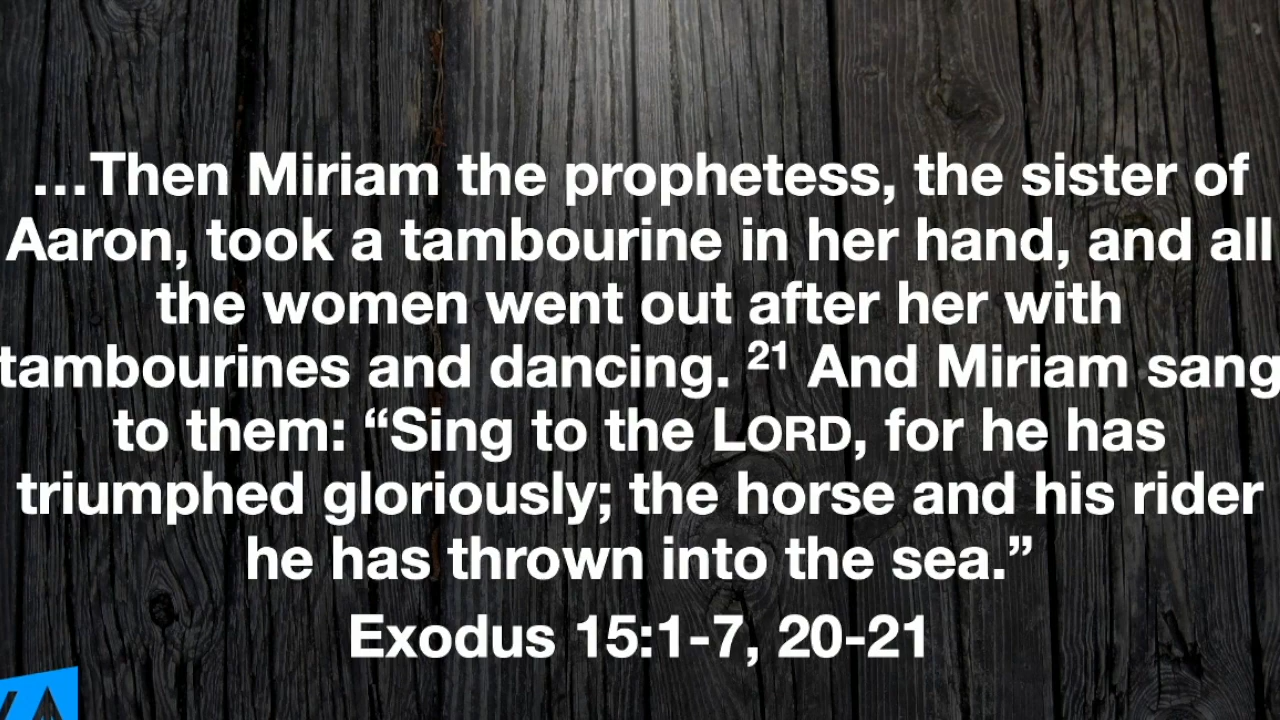 …Then Miriam the prophetess, the sister of
Aaron, took a tambourine in her hand, and all
the women went out after her with
tambourines and dancing. ²¹ And Miriam sang
to them: “Sing to the LORD, for he has
triumphed gloriously; the horse and his rider
he has thrown into the sea.”
Exodus 15:1-7, 20-21